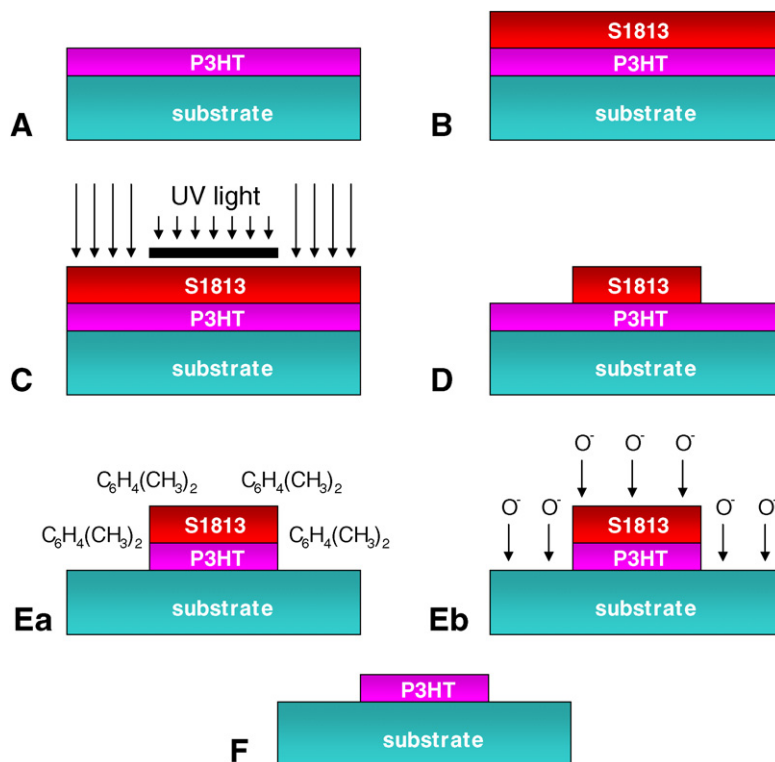 P3HT
substrate
A
S1813
P3HT
substrate
B
UV light
S1813
P3HT
substrate
C
S1813
P3HT
substrate
D
C₆H₄(CH₃)₂ C₆H₄(CH₃)₂
C₆H₄(CH₃)₂ C₆H₄(CH₃)₂
S1813
P3HT
substrate
Ea
O⁻ O⁻ O⁻
O⁻ O⁻ O⁻ O⁻
S1813
P3HT
substrate
Eb
P3HT
substrate
F